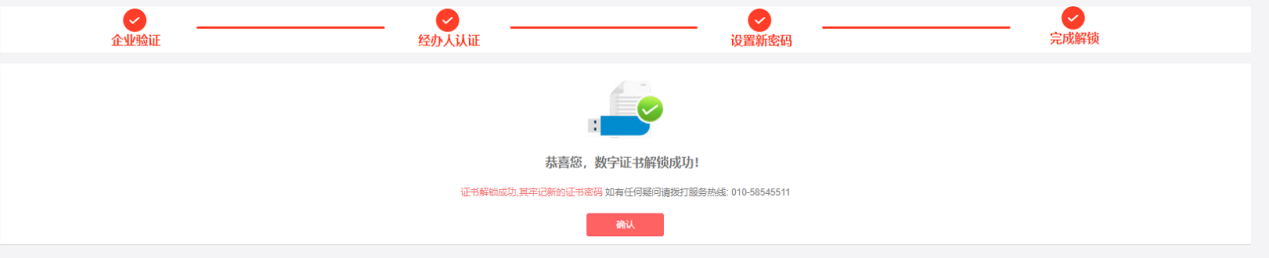 企业验证
经办人认证
设置新密码
完成解锁
恭喜您，数字证书解锁成功！
证书解锁成功,其牢记新的证书密码 如有任何疑问请拨打服务热线: 010-58545511
确认